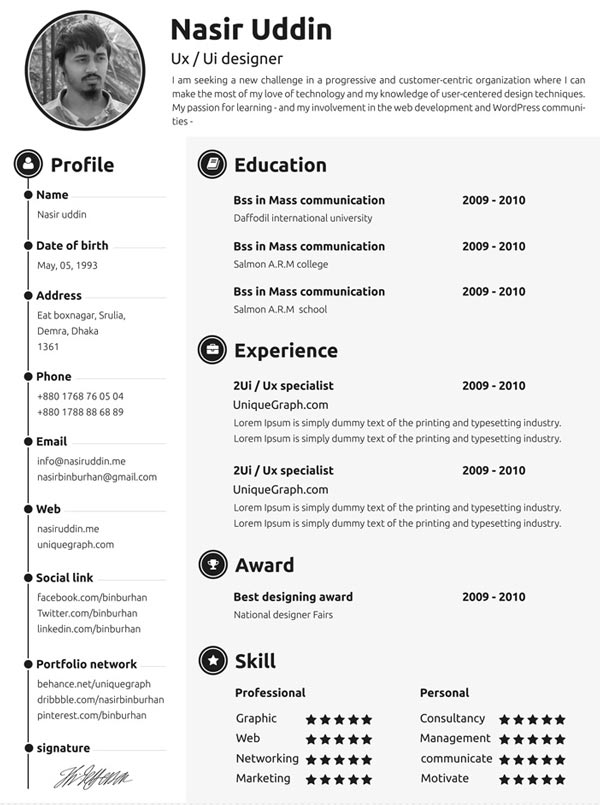 Nasir Uddin
Ux / Ui designer
I am seeking a new challenge in a progressive and customer-centric organization where I can
make the most of my love of technology and my knowledge of user-centered design techniques.
My passion for learning - and my involvement in the web development and WordPress communi-
ties -
Profile
Name
Nasir uddin
Date of birth
May, 05, 1993
Address
Eat boxnagar, Srulia,
Demra, Dhaka
1361
Phone
+880 1768 76 05 04
+880 1788 88 68 89
Email
info@nasiruddin.me
nasirbinburhan@gmail.com
Web
nasiruddin.me
uniquegraph.com
Social link
facebook.com/binburhan
Twitter.com/binburhan
linkedin.com/binburhan
Portfolio network
behance.net/uniquegraph
dribbble.com/nasirbinburhan
pinterest.com/binburhan
signature
Education
Bss in Mass communication 2009 - 2010
Daffodil international university
Bss in Mass communication 2009 - 2010
Salmon A.R.M college
Bss in Mass communication 2009 - 2010
Salmon A.R.M school
Experience
2Ui / Ux specialist 2009 - 2010
UniqueGraph.com
Lorem Ipsum is simply dummy text of the printing and typesetting industry.
Lorem Ipsum is simply dummy text of the printing and typesetting industry.
2Ui / Ux specialist 2009 - 2010
UniqueGraph.com
Lorem Ipsum is simply dummy text of the printing and typesetting industry.
Lorem Ipsum is simply dummy text of the printing and typesetting industry.
Award
Best designing award 2009 - 2010
National designer Fairs
Skill
Professional
Graphic
Web
Networking
Marketing
Personal
Consultancy
Management
communicate
Motivate